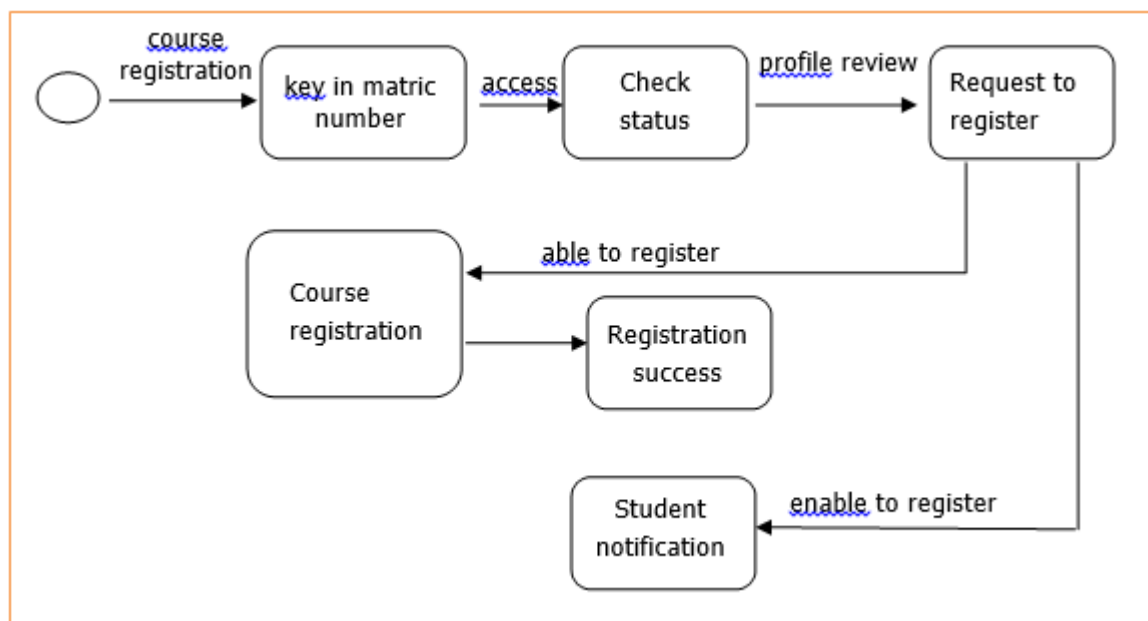 course
registration
key in matric
number
access
Check
status
profile review
Request to
register
able to register
Course
registration
Registration
success
Student
notification
enable to register